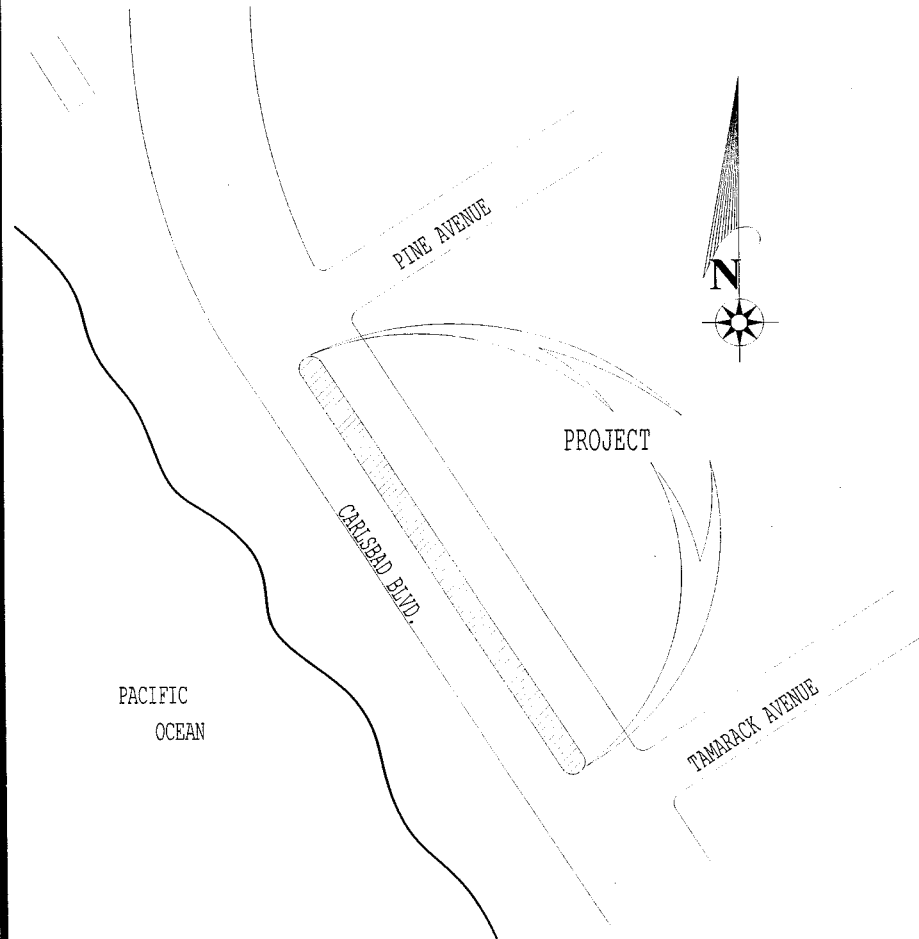 PINE AVENUE
N
PROJECT
CARLSBAD BLVD.
PACIFIC
OCEAN
TAMARACK AVENUE